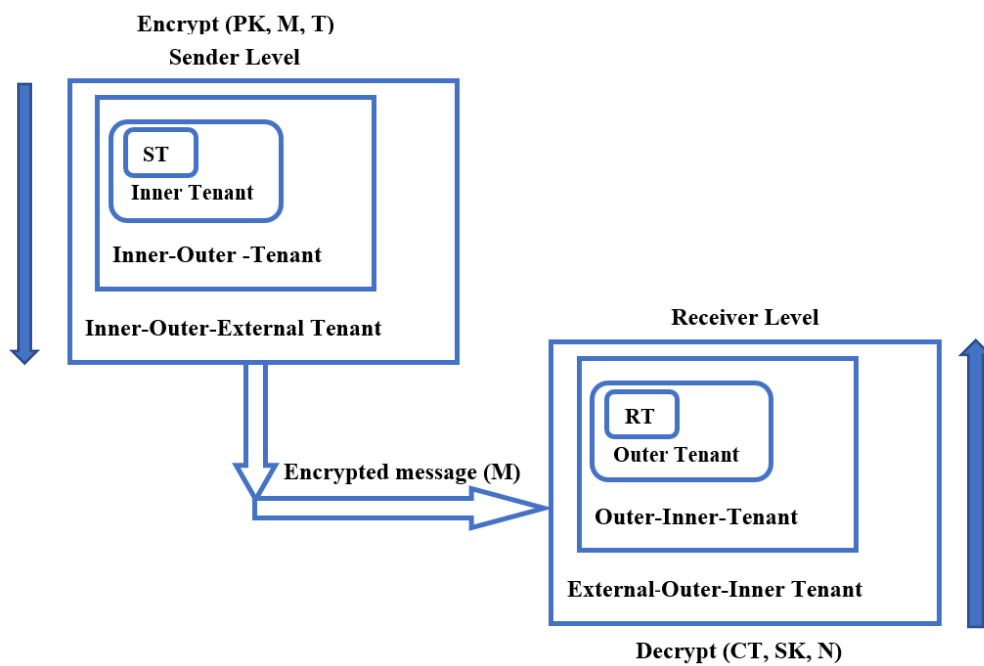 Encrypt (PK, M, T)
Sender Level
ST
Inner Tenant
Inner-Outer -Tenant
Inner-Outer-External Tenant
Encrypted message (M)
Receiver Level
RT
Outer Tenant
Outer-Inner-Tenant
External-Outer-Inner Tenant
Decrypt (CT, SK, N)